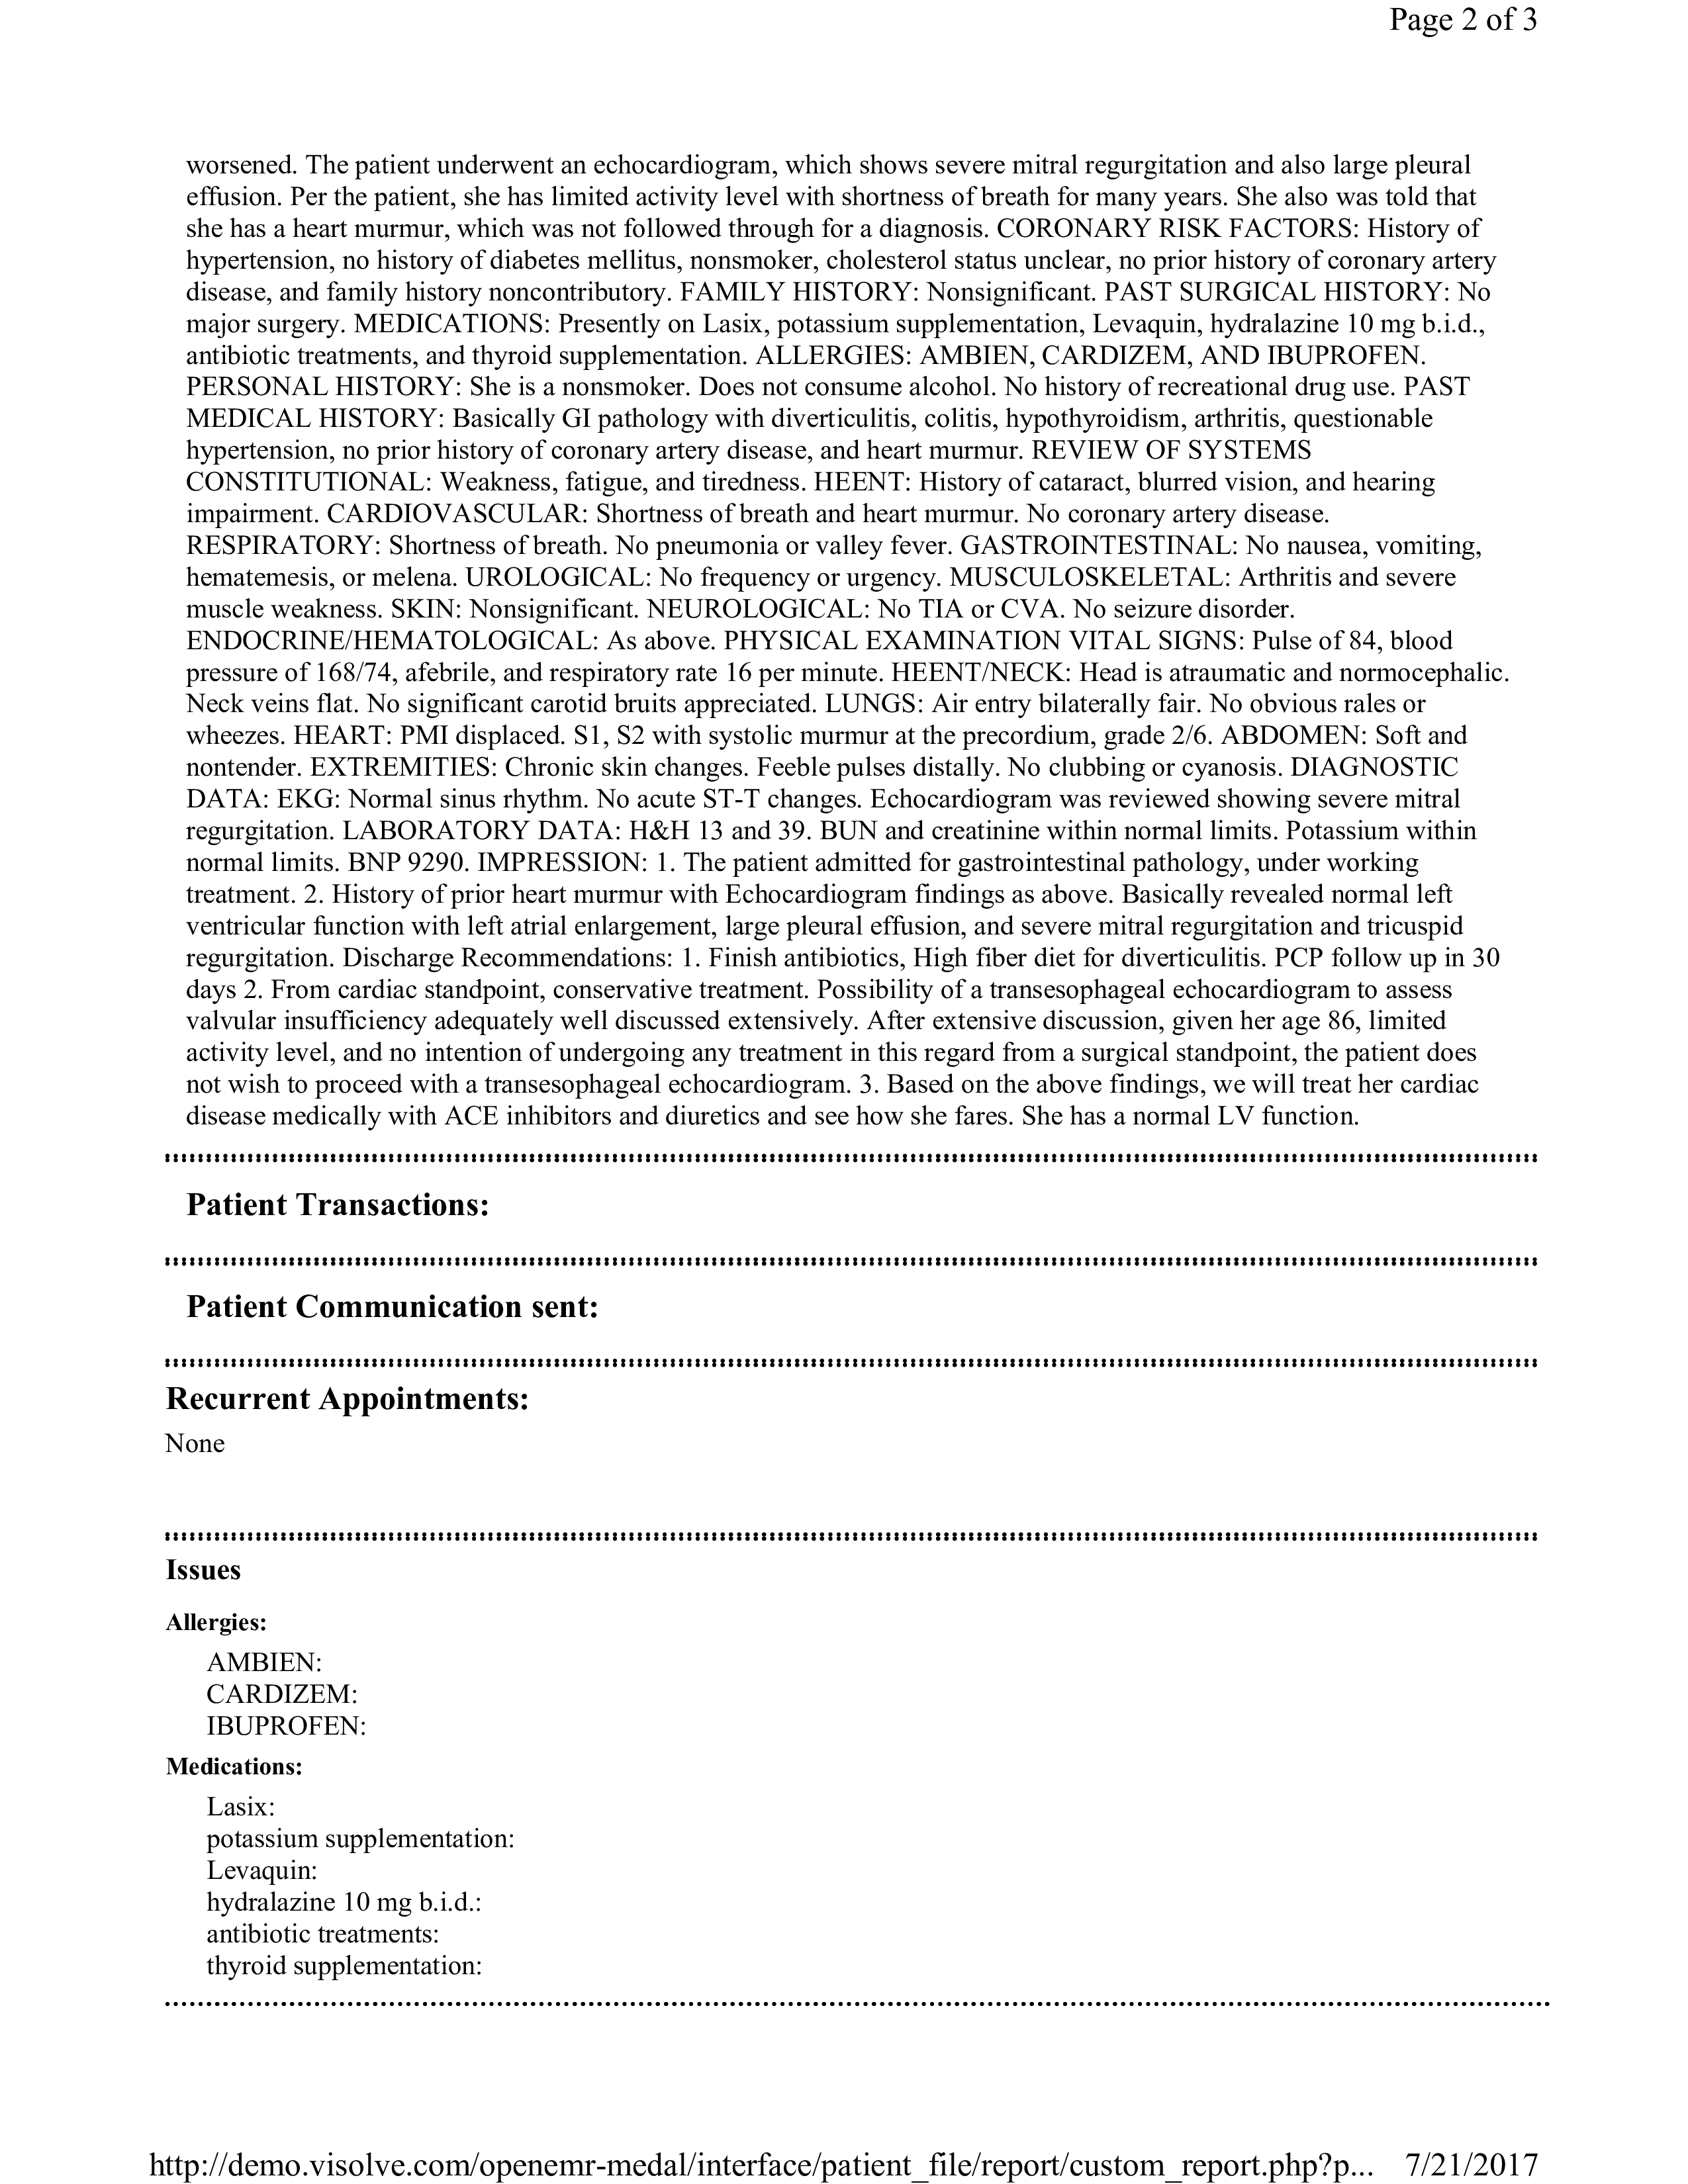 Page 2 of 3
worsened. The patient underwent an echocardiogram, which shows severe mitral regurgitation and also large pleural
effusion. Per the patient, she has limited activity level with shortness of breath for many years. She also was told that
she has a heart murmur, which was not followed through for a diagnosis. CORONARY RISK FACTORS: History of
hypertension, no history of diabetes mellitus, nonsmoker, cholesterol status unclear, no prior history of coronary artery
disease, and family history noncontributory. FAMILY HISTORY: Nonsignificant. PAST SURGICAL HISTORY: No
major surgery. MEDICATIONS: Presently on Lasix, potassium supplementation, Levaquin, hydralazine 10 mg b.i.d.,
antibiotic treatments, and thyroid supplementation. ALLERGIES: AMBIEN, CARDIZEM, AND IBUPROFEN.
PERSONAL HISTORY: She is a nonsmoker. Does not consume alcohol. No history of recreational drug use. PAST
MEDICAL HISTORY: Basically GI pathology with diverticulitis, colitis, hypothyroidism, arthritis, questionable
hypertension, no prior history of coronary artery disease, and heart murmur. REVIEW OF SYSTEMS
CONSTITUTIONAL: Weakness, fatigue, and tiredness. HEENT: History of cataract, blurred vision, and hearing
impairment. CARDIOVASCULAR: Shortness of breath and heart murmur. No coronary artery disease.
RESPIRATORY: Shortness of breath. No pneumonia or valley fever. GASTROINTESTINAL: No nausea, vomiting,
hematemesis, or melena. UROLOGICAL: No frequency or urgency. MUSCULOSKELETAL: Arthritis and severe
muscle weakness. SKIN: Nonsignificant. NEUROLOGICAL: No TIA or CVA. No seizure disorder.
ENDOCRINE/HEMATOLOGICAL: As above. PHYSICAL EXAMINATION VITAL SIGNS: Pulse of 84, blood
pressure of 168/74, afebrile, and respiratory rate 16 per minute. HEENT/NECK: Head is atraumatic and normocephalic.
Neck veins flat. No significant carotid bruits appreciated. LUNGS: Air entry bilaterally fair. No obvious rales or
wheezes. HEART: PMI displaced. S1, S2 with systolic murmur at the precordium, grade 2/6. ABDOMEN: Soft and
nontender. EXTREMITIES: Chronic skin changes. Feeble pulses distally. No clubbing or cyanosis. DIAGNOSTIC
DATA: EKG: Normal sinus rhythm. No acute ST-T changes. Echocardiogram was reviewed showing severe mitral
regurgitation. LABORATORY DATA: H&H 13 and 39. BUN and creatinine within normal limits. Potassium within
normal limits. BNP 9290. IMPRESSION: 1. The patient admitted for gastrointestinal pathology, under working
treatment. 2. History of prior heart murmur with Echocardiogram findings as above. Basically revealed normal left
ventricular function with left atrial enlargement, large pleural effusion, and severe mitral regurgitation and tricuspid
regurgitation. Discharge Recommendations: 1. Finish antibiotics, High fiber diet for diverticulitis. PCP follow up in 30
days 2. From cardiac standpoint, conservative treatment. Possibility of a transesophageal echocardiogram to assess
valvular insufficiency adequately well discussed extensively. After extensive discussion, given her age 86, limited
activity level, and no intention of undergoing any treatment in this regard from a surgical standpoint, the patient does
not wish to proceed with a transesophageal echocardiogram. 3. Based on the above findings, we will treat her cardiac
disease medically with ACE inhibitors and diuretics and see how she fares. She has a normal LV function.
Patient Transactions:
Patient Communication sent:
Recurrent Appointments:
None
Issues
Allergies:
AMBIEN:
CARDIZEM:
IBUPROFEN:
Medications:
Lasix:
potassium supplementation:
Levaquin:
hydralazine 10 mg b.i.d.:
antibiotic treatments:
thyroid supplementation:
http://demo.visolve.com/openemr-medal/interface/patient_file/report/custom_report.php?p... 7/21/2017